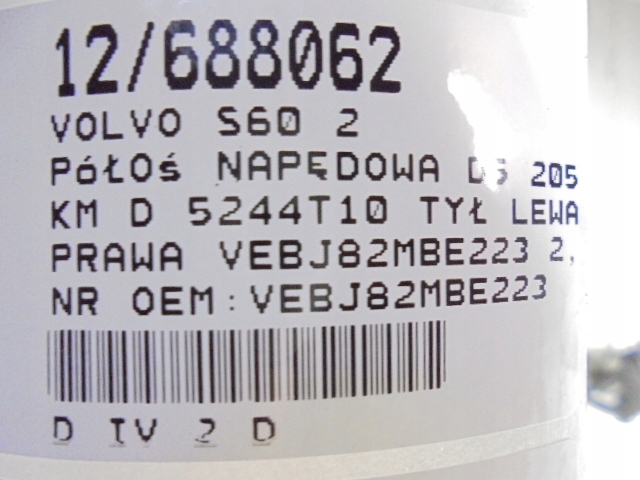 12/688062
VOLVO S60 2
PÓŁOŚ NAPĘDOWA D5 205
KM D 5244T10 TYŁ LEWA
PRAWA VEBJ82MBE223 2,
NR OEM:VEBJ82MBE223
D IV 2 D